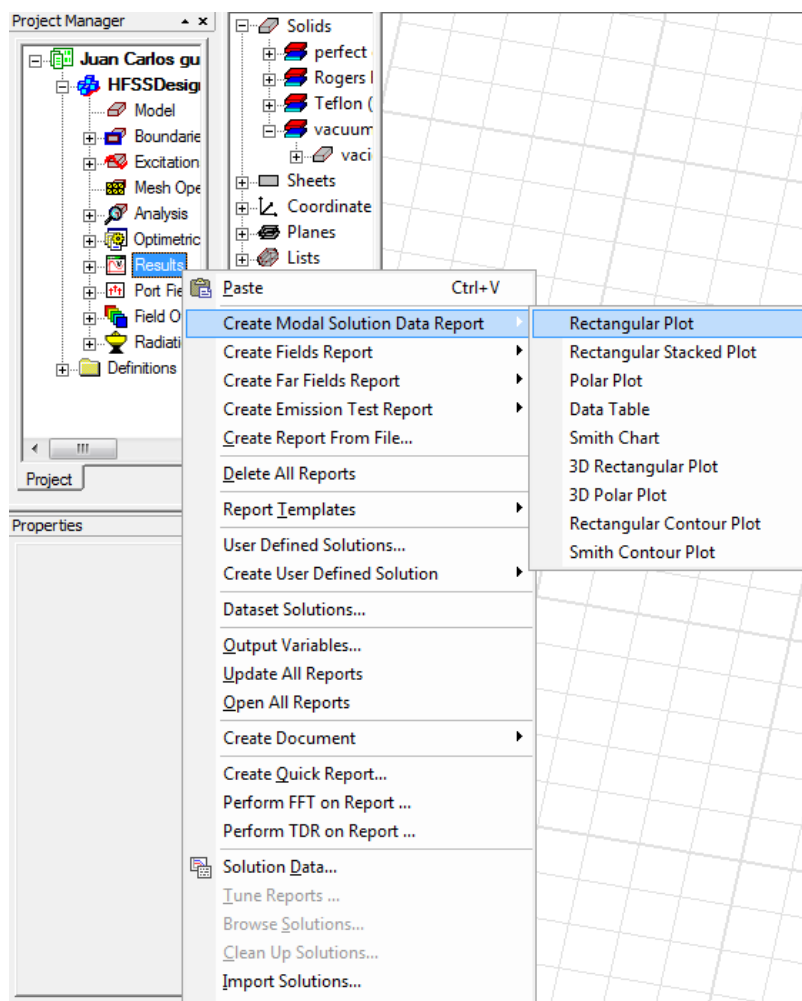 Project Manager
Juan Carlos gu
HFSSDesig
Model
Boundarie
Excitation
Mesh Ope
Analysis
Optimetric
Results
Port Fie
Field O
Radiati
Definitions
Project
Properties
Solids
perfect
Rogers
Teflon (
vacuum
vaci
Sheets
Coordinate
Planes
Lists
Paste Ctrl+V
Create Modal Solution Data Report
Create Fields Report
Create Far Fields Report
Create Emission Test Report
Create Report From File...
Delete All Reports
Report Templates
User Defined Solutions...
Create User Defined Solution
Dataset Solutions...
Output Variables...
Update All Reports
Open All Reports
Create Document
Create Quick Report...
Perform FFT on Report ...
Perform TDR on Report ...
Solution Data...
Tune Reports ...
Browse Solutions...
Clean Up Solutions...
Import Solutions...
Rectangular Plot
Rectangular Stacked Plot
Polar Plot
Data Table
Smith Chart
3D Rectangular Plot
3D Polar Plot
Rectangular Contour Plot
Smith Contour Plot